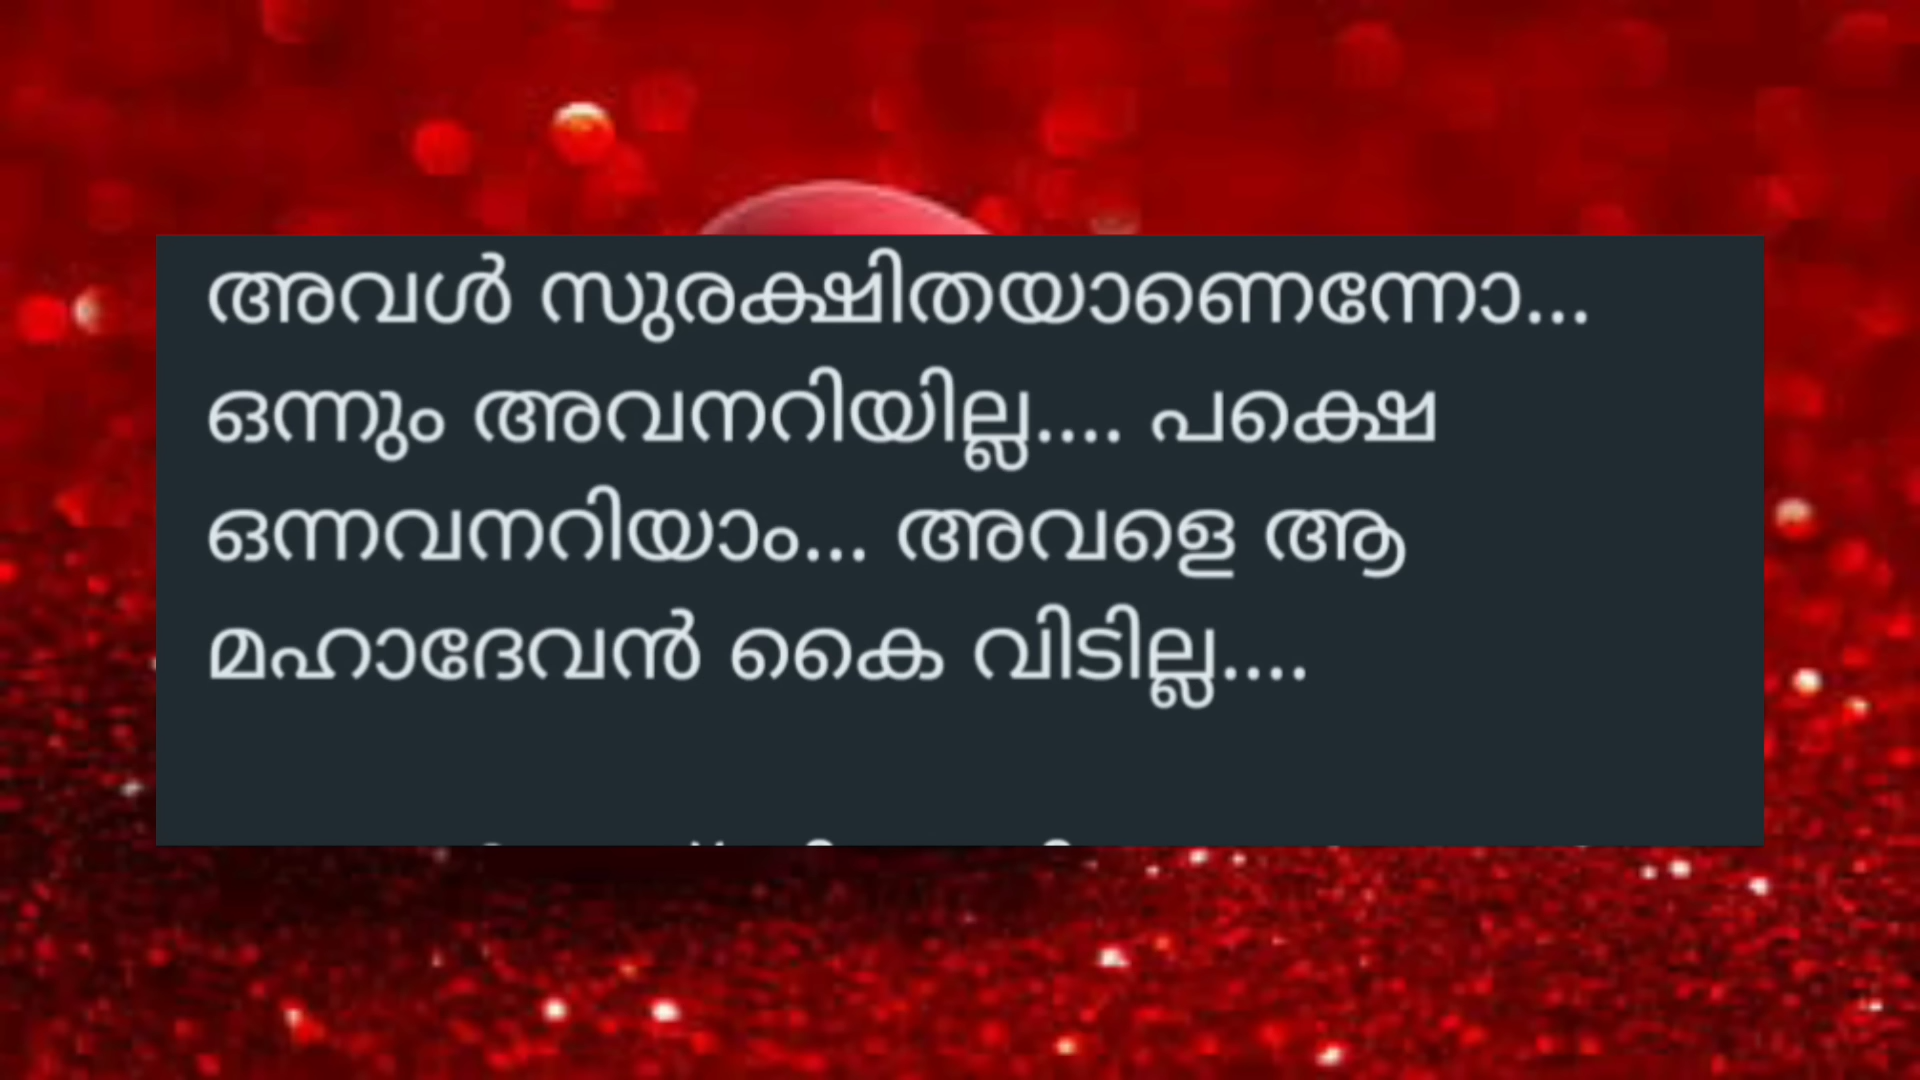 അവൾ സുരക്ഷിതയാണെന്നോ...
ഒന്നും അവനറിയില്ല.... പക്ഷെ
ഒന്നവനറിയാം... അവളെ ആ
മഹാദേവൻ കൈ വിടില്ല....